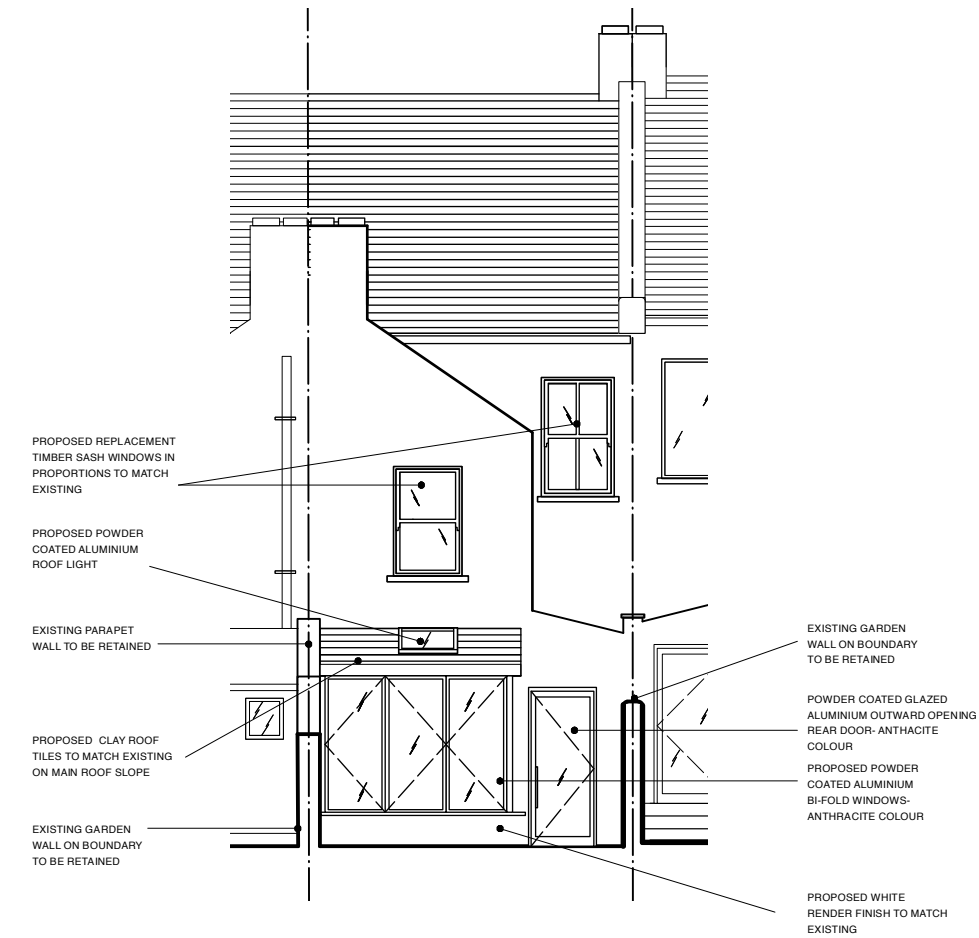 PROPOSED REPLACEMENT
TIMBER SASH WINDOWS IN
PROPORTIONS TO MATCH
EXISTING
PROPOSED POWDER
COATED ALUMINIUM
ROOF LIGHT
EXISTING PARAPET
WALL TO BE RETAINED
PROPOSED CLAY ROOF
TILES TO MATCH EXISTING
ON MAIN ROOF SLOPE
EXISTING GARDEN
WALL ON BOUNDARY
TO BE RETAINED
EXISTING GARDEN
WALL ON BOUNDARY
TO BE RETAINED
POWDER COATED GLAZED
ALUMINIUM OUTWARD OPENING
REAR DOOR- ANTHACITE
COLOUR
PROPOSED POWDER
COATED ALUMINIUM
BI-FOLD WINDOWS-
ANTHRACITE COLOUR
PROPOSED WHITE
RENDER FINISH TO MATCH
EXISTING